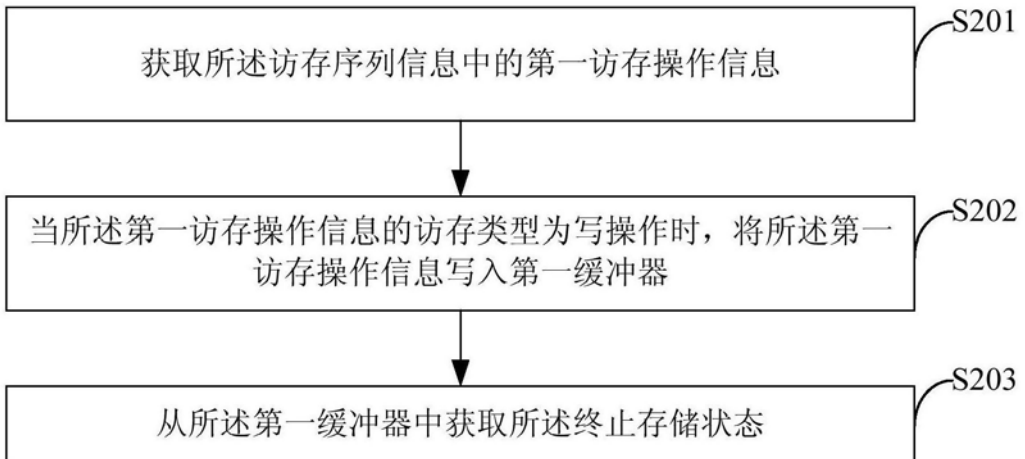 S201
获取所述访存序列信息中的第一访存操作信息
S202
当所述第一访存操作信息的访存类型为写操作时，将所述第一
访存操作信息写入第一缓冲器
S203
从所述第一缓冲器中获取所述终止存储状态